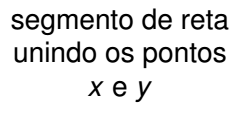 segmento de reta
unindo os pontos
x e y